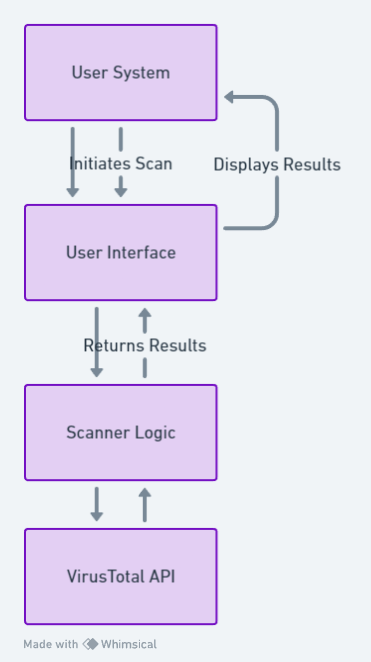 User System
Initiates Scan
Displays Results
User Interface
Returns Results
Scanner Logic
VirusTotal API
Made with Whimsical